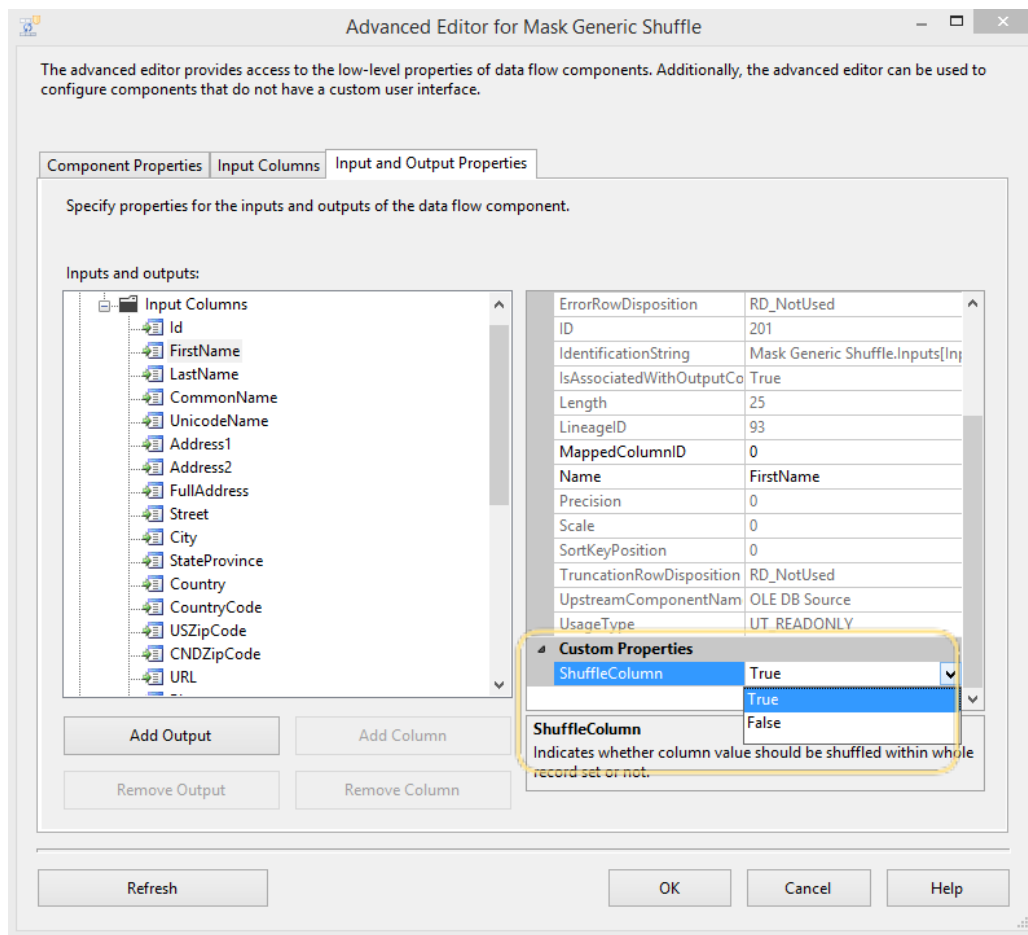 Advanced Editor for Mask Generic Shuffle
The advanced editor provides access to the low-level properties of data flow components. Additionally, the advanced editor can be used to
configure components that do not have a custom user interface.
Component Properties
Input Columns
Input and Output Properties
Specify properties for the inputs and outputs of the data flow component.
Inputs and outputs:
Input Columns
Id
FirstName
LastName
CommonName
UnicodeName
Address1
Address2
FullAddress
Street
City
StateProvince
Country
CountryCode
USZipCode
CNDZipCode
URL
ErrorRowDisposition RD_NotUsed
ID 201
IdentificationString Mask Generic Shuffle.Inputs[Inp
IsAssociatedWithOutputCo True
Length 25
LineageID 93
MappedColumnID 0
Name FirstName
Precision 0
Scale 0
SortKeyPosition 0
TruncationRowDisposition RD_NotUsed
UpstreamComponentNam OLE DB Source
UsageType UT_READONLY
Custom Properties
ShuffleColumn True
True
False
ShuffleColumn
Indicates whether column value should be shuffled within whole
record set or not.
Add Output
Add Column
Remove Output
Remove Column
Refresh
OK
Cancel
Help